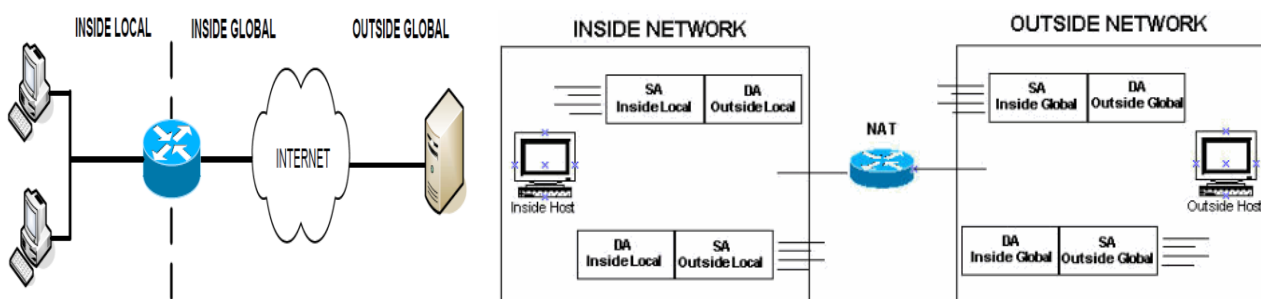 INSIDE LOCAL
INSIDE GLOBAL
OUTSIDE GLOBAL
INTERNET
INSIDE NETWORK
SA
Inside Local
DA
Outside Local
Inside Host
DA
Inside Local
SA
Outside Local
NAT
OUTSIDE NETWORK
SA
Inside Global
DA
Outside Global
Outside Host
DA
Inside Global
SA
Outside Global